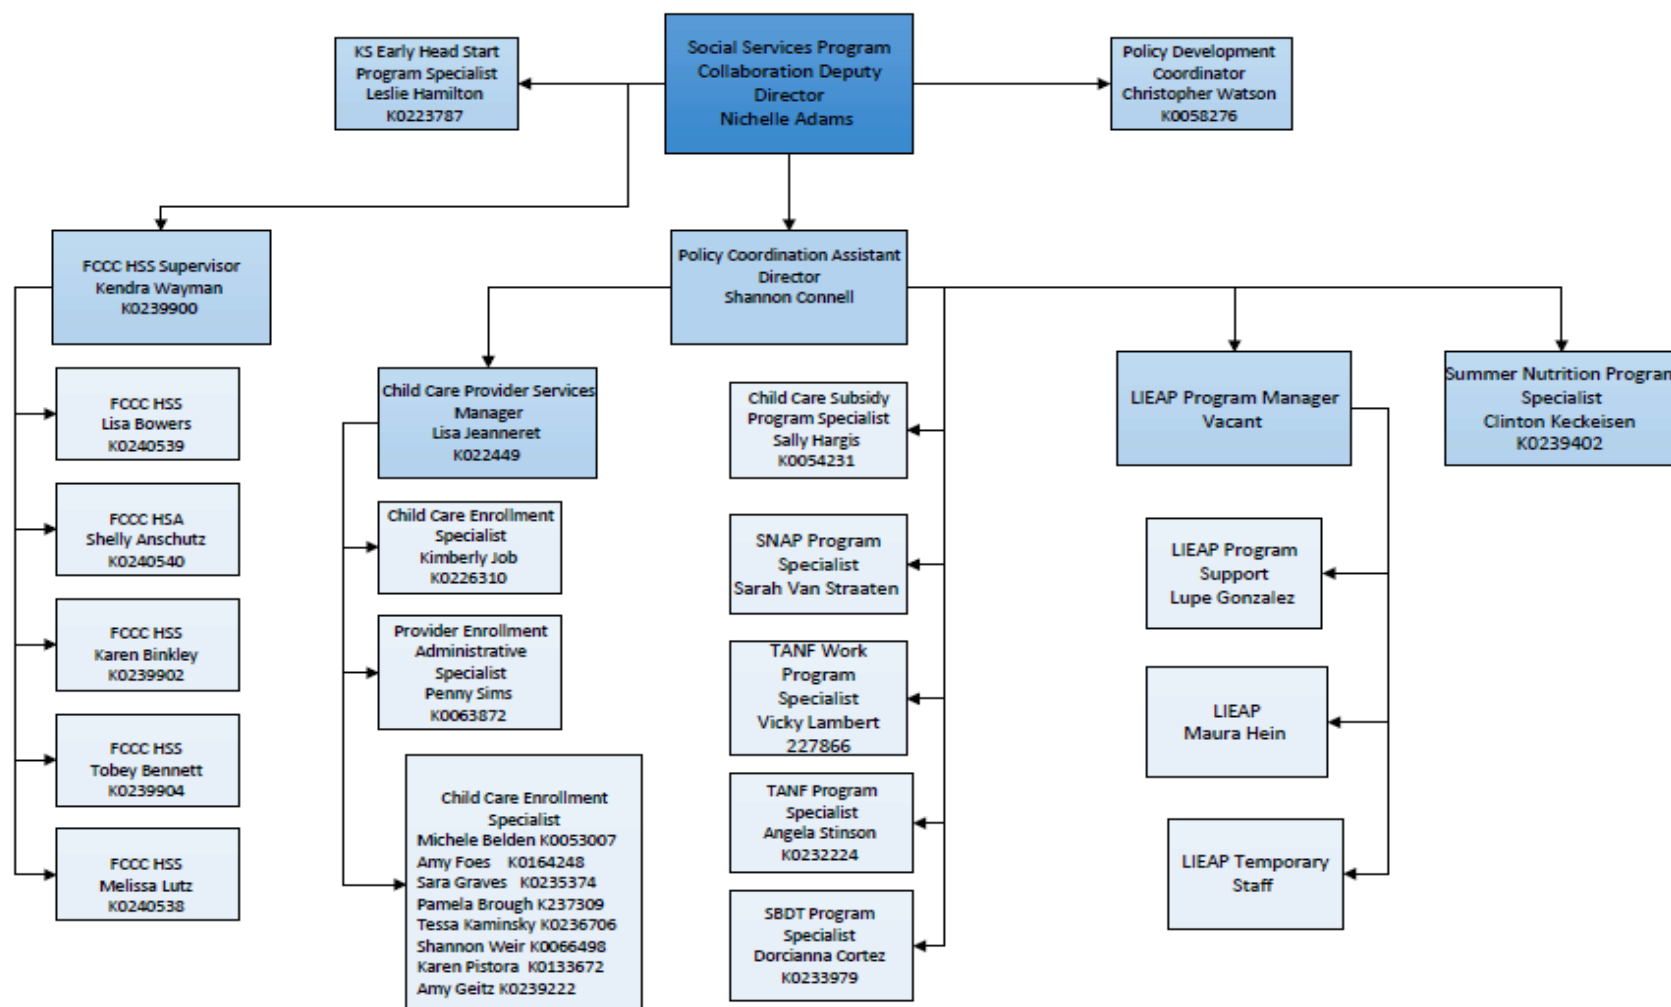 KS Early Head Start
Program Specialist
Leslie Hamilton
K0223787
Social Services Program
Collaboration Deputy
Director
Nichelle Adams
Policy Development
Coordinator
Christopher Watson
K0058276
FCCC HSS Supervisor
Kendra Wayman
K0239900
Policy Coordination Assistant
Director
Shannon Connell
FCCC HSS
Lisa Bowers
K0240539
FCCC HSA
Shelly Anschutz
K0240540
FCCC HSS
Karen Binkley
K0239902
FCCC HSS
Tobey Bennett
K0239904
FCCC HSS
Melissa Lutz
K0240538
Child Care Provider Services
Manager
Lisa Jeanneret
K022449
Child Care Enrollment
Specialist
Kimberly Job
K0226310
Provider Enrollment
Administrative
Specialist
Penny Sims
K0063872
Child Care Enrollment
Specialist
Michele Belden K0053007
Amy Foes K0164248
Sara Graves K0235374
Pamela Brough K237309
Tessa Kaminsky K0236706
Shannon Weir K0066498
Karen Pistora K0133672
Amy Geitz K0239222
Child Care Subsidy
Program Specialist
Sally Hargis
K0054231
SNAP Program
Specialist
Sarah Van Straaten
TANF Work
Program
Specialist
Vicky Lambert
227866
TANF Program
Specialist
Angela Stinson
K0232224
SBDT Program
Specialist
Dorcianna Cortez
K0233979
LIEAP Program Manager
Vacant
LIEAP Program
Support
Lupe Gonzalez
LIEAP
Maura Hein
LIEAP Temporary
Staff
Summer Nutrition Program
Specialist
Clinton Keckeisen
K0239402